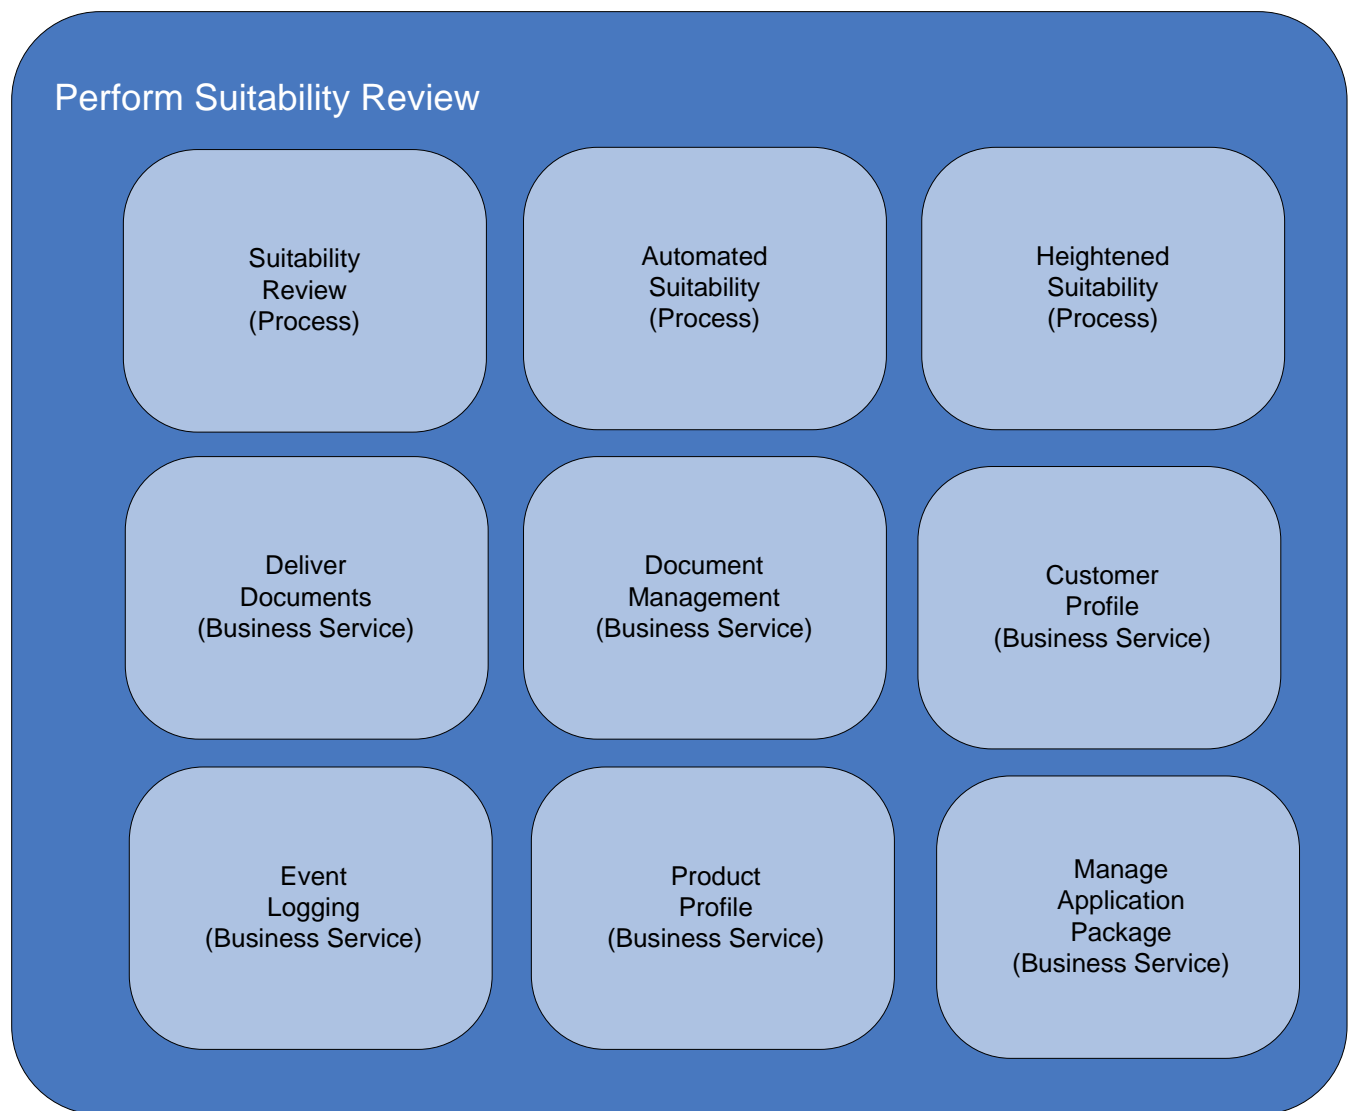 Perform Suitability Review
Suitability
Review
(Process)
Automated
Suitability
(Process)
Heightened
Suitability
(Process)
Deliver
Documents
(Business Service)
Document
Management
(Business Service)
Customer
Profile
(Business Service)
Event
Logging
(Business Service)
Product
Profile
(Business Service)
Manage
Application
Package
(Business Service)